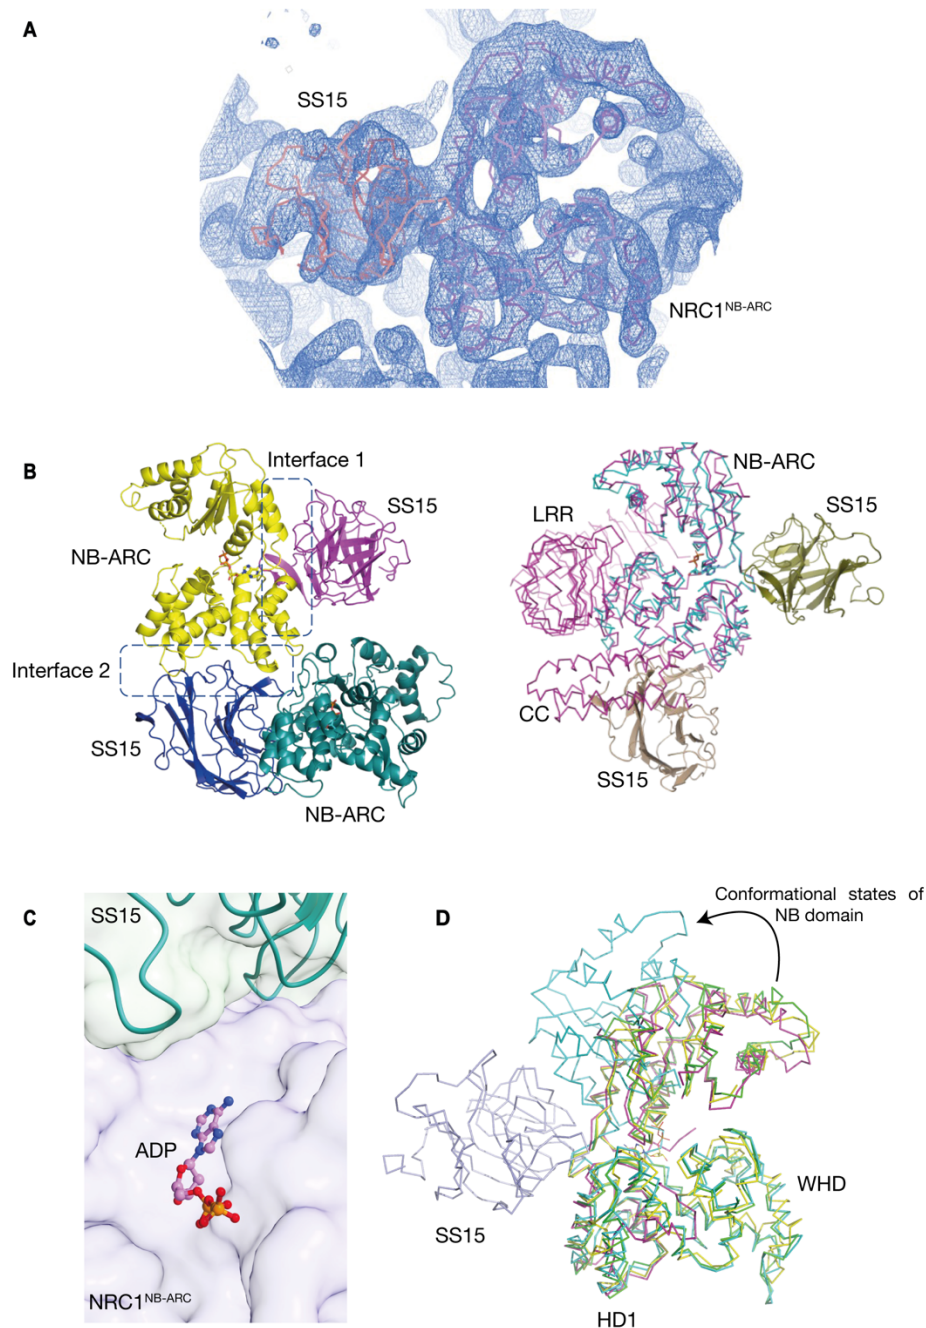 A
SS15
NRC1NB-ARC
B
Interface 1
SS15
NB-ARC
Interface 2
SS15
NB-ARC
NB-ARC
SS15
LRR
CC
SS15
C
SS15
ADP
NRC1NB-ARC
D
Conformational states of
NB domain
WHD
SS15
HD1